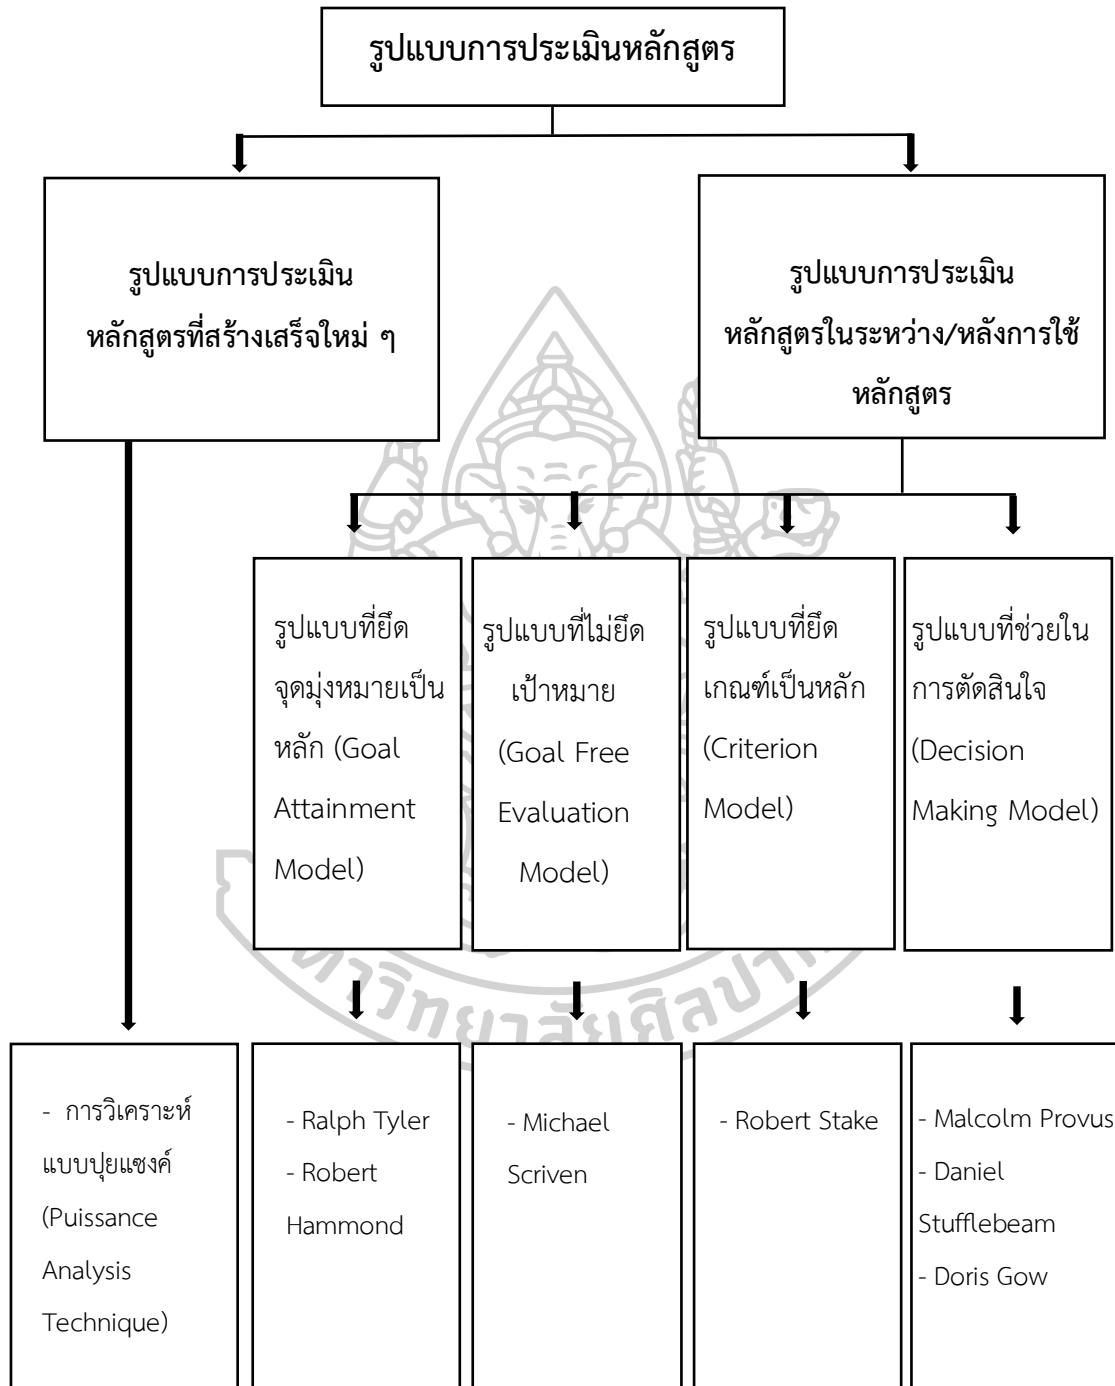 รูปแบบการประเมินหลักสูตร
รูปแบบการประเมิน
หลักสูตรที่สร้างเสร็จใหม่ ๆ
รูปแบบการประเมิน
หลักสูตรในระหว่าง/หลังการใช้
หลักสูตร
รูปแบบที่ยึด
จุดมุ่งหมายเป็น
หลัก (Goal
Attainment
Model)
รูปแบบที่ไม่ยึด
เป้าหมาย
(Goal Free
Evaluation
Model)
รูปแบบที่ยึด
เกณฑ์เป็นหลัก
(Criterion
Model)
รูปแบบที่ช่วยใน
การตัดสินใจ
(Decision
Making Model)
- การวิเคราะห์
แบบปุยแซงค์
(Puissance
Analysis
Technique)
- Ralph Tyler
- Robert
Hammond
- Michael
Scriven
- Robert Stake
- Malcolm Provus
- Daniel
Stufflebeam
- Doris Gow